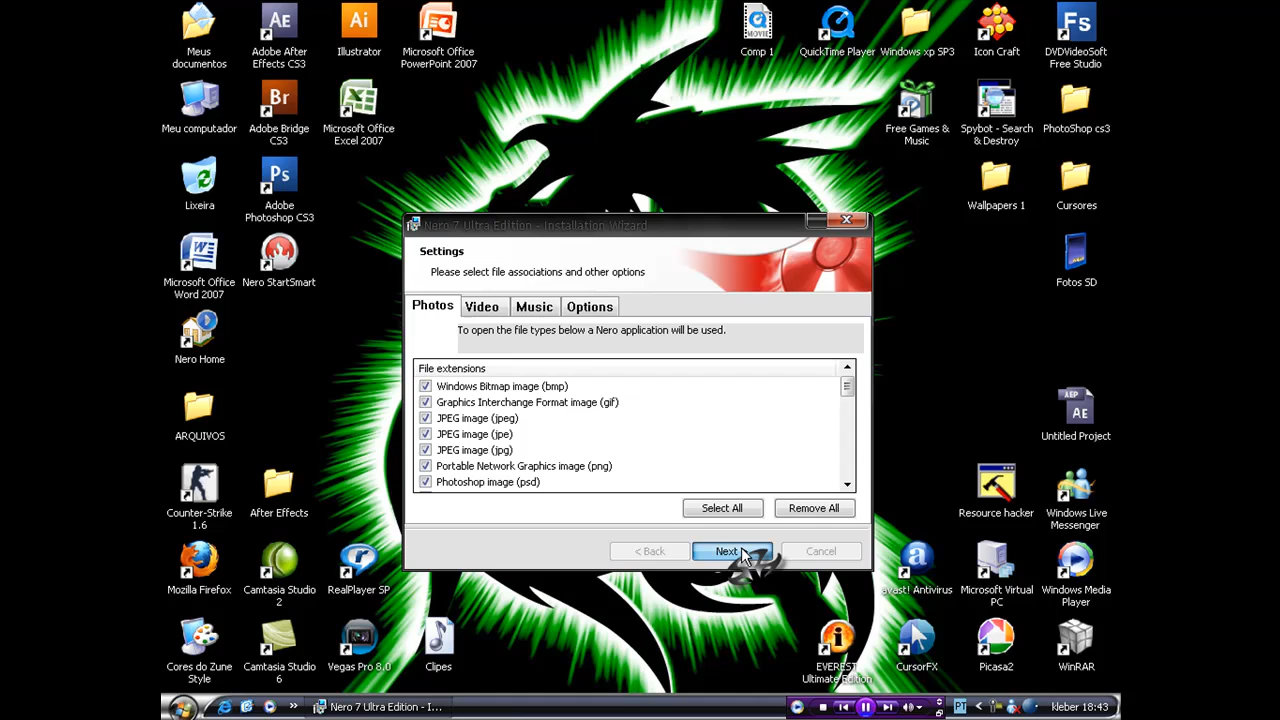 Meus
documentos
Adobe After
Effects CS3
Illustrator
Microsoft Office
PowerPoint 2007
Comp 1
QuickTime Player
Windows xp SP3
Icon Craft
DVDVideoSoft
Free Studio
Meu computador
Adobe Bridge
CS3
Microsoft Office
Excel 2007
Free Games &
Music
Spybot - Search
& Destroy
PhotoShop cs3
Lixeira
Adobe
Photoshop CS3
Wallpapers 1
Cursores
Microsoft Office
Word 2007
Nero StartSmart
Fotos SD
Nero Home
ARQUIVOS
Untitled Project
Counter-Strike
1.6
After Effects
Resource hacker
Windows Live
Messenger
Mozilla Firefox
Camtasia Studio
2
RealPlayer SP
avast! Antivirus
Microsoft Virtual
PC
Windows Media
Player
Cores do Zune
Style
Camtasia Studio
6
Vegas Pro 8.0
Clipes
EVEREST
Ultimate Edition
CursorFX
Picasa2
WinRAR
AE
Ai
MOVIE
Fs
Br
Ps
AEP
AE
Nero 7 Ultra Edition - Installation Wizard
Settings
Please select file associations and other options
Photos
Video
Music
Options
To open the file types below a Nero application will be used.
File extensions
Windows Bitmap image (bmp)
Graphics Interchange Format image (gif)
JPEG image (jpeg)
JPEG image (jpe)
JPEG image (jpg)
Portable Network Graphics image (png)
Photoshop image (psd)
Select All
Remove All
< Back
Next
Cancel
Nero 7 Ultra Edition - I...
PT
kleber 18:43